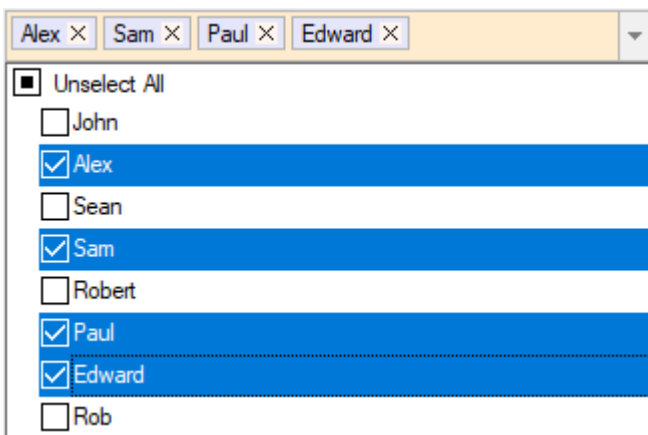 Alex Sam Paul Edward
Unselect All
John
Alex
Sean
Sam
Robert
Paul
Edward
Rob